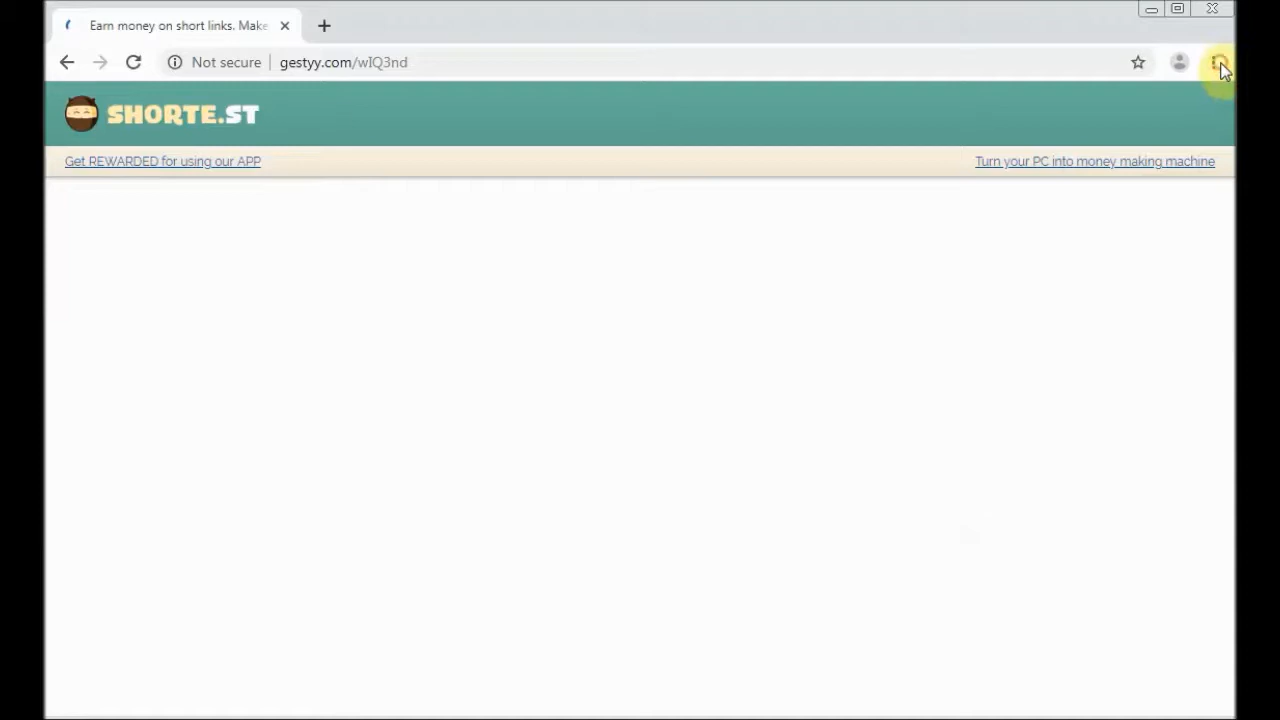 Earn money on short links. Make
Not secure
gestyy.com/wIQ3nd
SHORTE.ST
Get REWARDED for using our APP
Turn your PC into money making machine